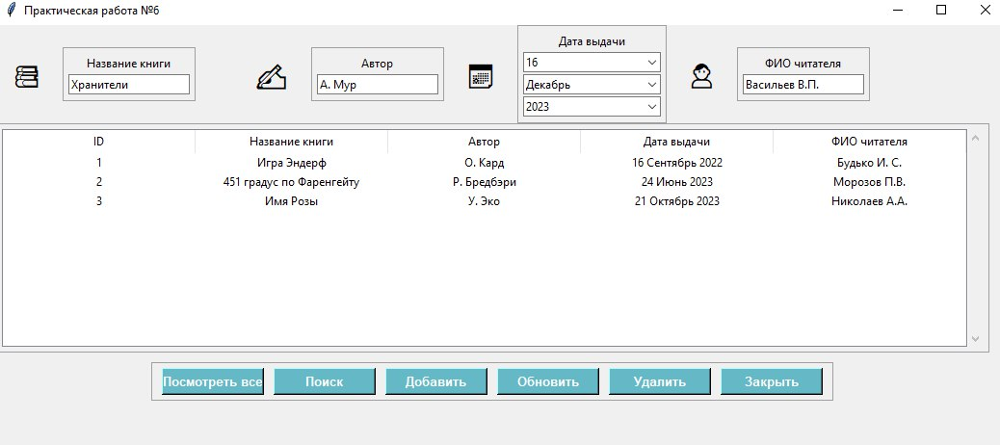 Практическая работа №6
Название книги
Хранители
Автор
А. Мур
Дата выдачи
16
Декабрь
2023
ФИО читателя
Васильев В.П.
ID Название книги Автор Дата выдачи ФИО читателя
1 Игра Эндерф О. Кард 16 Сентябрь 2022 Будько И. С.
2 451 градус по Фаренгейту Р. Бредбэри 24 Июнь 2023 Морозов П.В.
3 Имя Розы У. Эко 21 Октябрь 2023 Николаев А.А.
Посмотреть все Поиск Добавить Обновить Удалить Закрыть